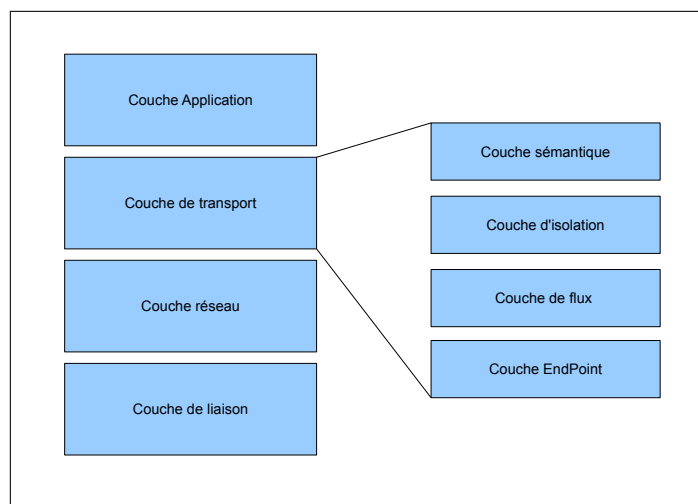 Couche Application
Couche de transport
Couche réseau
Couche de liaison
Couche sémantique
Couche d'isolation
Couche de flux
Couche EndPoint